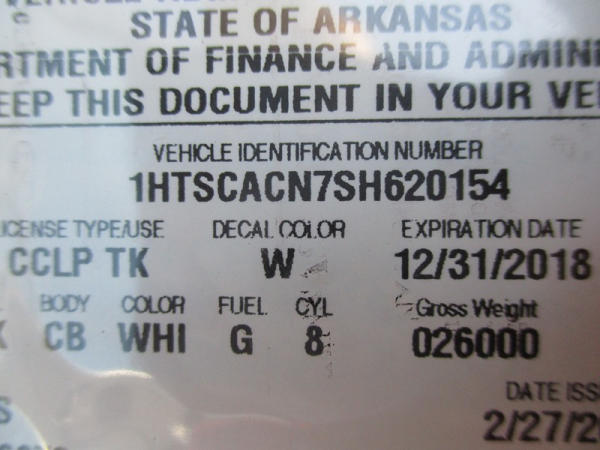 STATE OF ARKANSAS
RTMENT OF FINANCE AND ADMINI
EEP THIS DOCUMENT IN YOUR VE
VEHICLE IDENTIFICATION NUMBER
1HTSCACN7SH620154
ICENSE TYPE/USE DECAL COLOR EXPIRATION DATE
CCLP TK W 12/31/2018
BODY COLOR FUEL CYL Gross Weight
CB WHI G 8 026000
DATE ISS
S 2/27/20